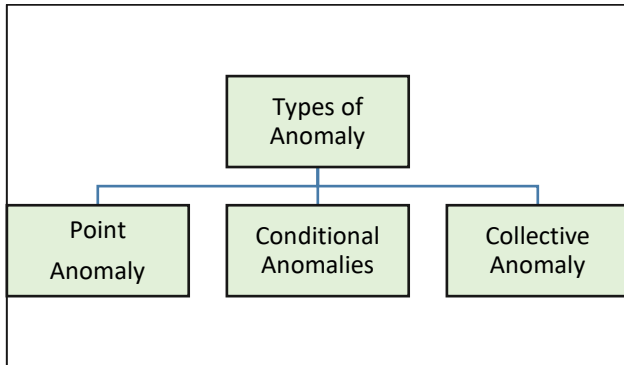 Types of
Anomaly
Point
Anomaly
Conditional
Anomalies
Collective
Anomaly